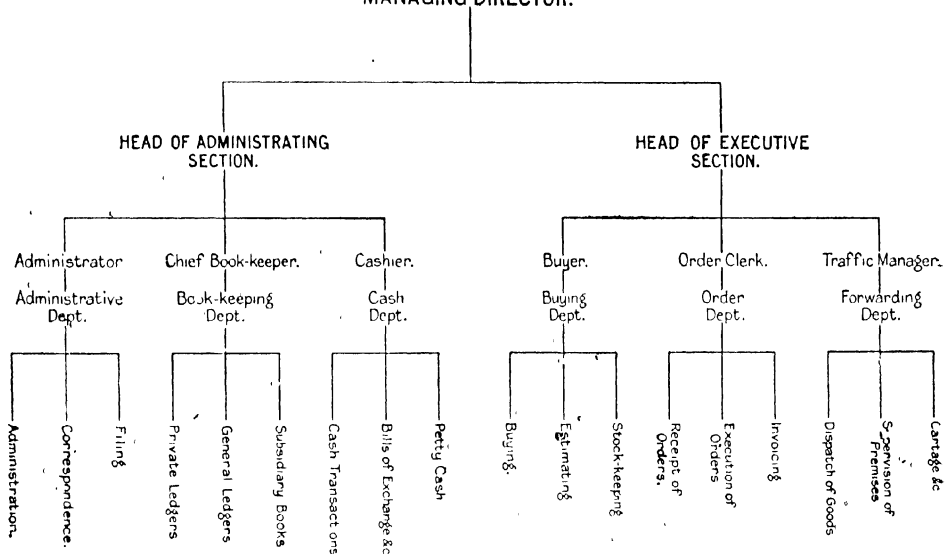 MANAGING DIRECTOR.
HEAD OF ADMINISTRATING
SECTION.
HEAD OF EXECUTIVE
SECTION.
Administrator
Chief Book-keeper.
Cashier.
Buyer.
Order Clerk.
Traffic Manager.
Administrative
Dept.
Book-keeping
Dept.
Cash
Dept.
Buying
Dept.
Order
Dept.
Forwarding
Dept.
Administration.
Correspondence.
Filing
Private Ledgers
General Ledgers
Subsidiary Books
Cash Transactions
Bills of Exchange &c
Petty Cash
Buying.
Estimating
Stock-keeping
Receipt of
Orders.
Execution of
Orders
Invoicing
Dispatch of Goods
Supervision of
Premises
Cartage &c